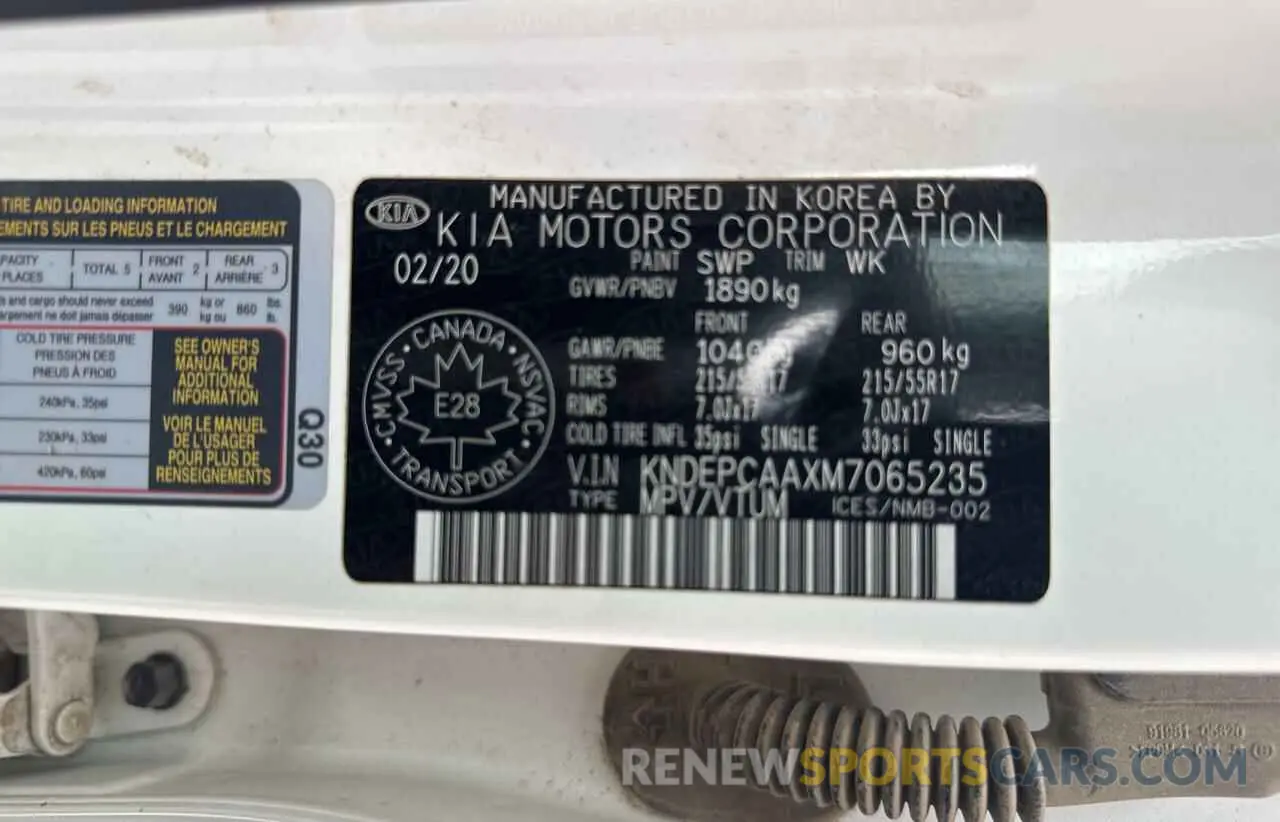 TIRE AND LOADING INFORMATION
EMENTS SUR LES PNEUS ET LE CHARGEMENT
PACITY TOTAL 5 FRONT 2 REAR 3
PLACES AVANT ARRIÈRE
s and cargo should never exceed 390 kg or 860 lbs.
argement ne doit jamais dépasser kg ou lb.
COLD TIRE PRESSURE
PRESSION DES
PNEUS À FROID
240kPa, 35psi
230kPa, 33psi
420kPa, 60psi
SEE OWNER'S
MANUAL FOR
ADDITIONAL
INFORMATION
VOIR LE MANUEL
DE L'USAGER
POUR PLUS DE
RENSEIGNEMENTS
Q30
KIA
MANUFACTURED IN KOREA BY
KIA MOTORS CORPORATION
02/20
PAINT SWP TRIM WK
GVWR/PNBV 1890kg
FRONT REAR
GAWR/PNBE 960kg
TIRES 215/55R17 215/55R17
RIMS 7.0Jx17 7.0Jx17
COLD TIRE INFL 35psi SINGLE 33psi SINGLE
V.I.N KNDEPCAAXM7065235
TYPE MPV/VTUM ICES/NMB-002
CMVSS • CANADA • NSVAC • TRANSPORT
E28
RENEWSPORTSCARS.COM